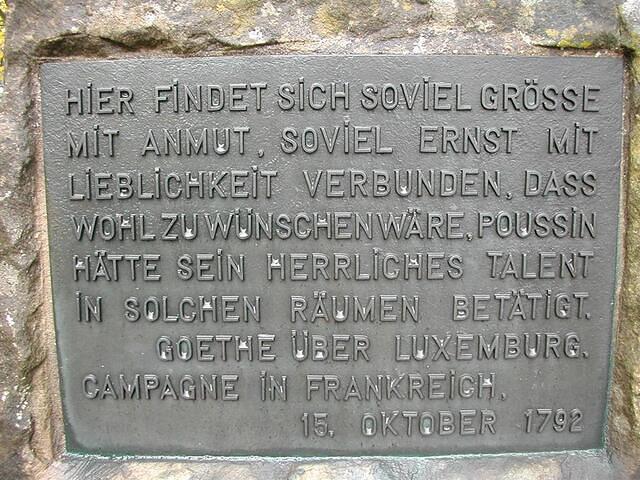 HIER FINDET SICH SOVIEL GRÖSSE
MIT ANMUT, SOVIEL ERNST MIT
LIEBLICHKEIT VERBUNDEN, DASS
WOHL ZU WÜNSCHEN WÄRE, POUSSIN
HÄTTE SEIN HERRLICHES TALENT
IN SOLCHEN RÄUMEN BETÄTIGT.
GOETHE ÜBER LUXEMBURG.
CAMPAGNE IN FRANKREICH,
15. OKTOBER 1792